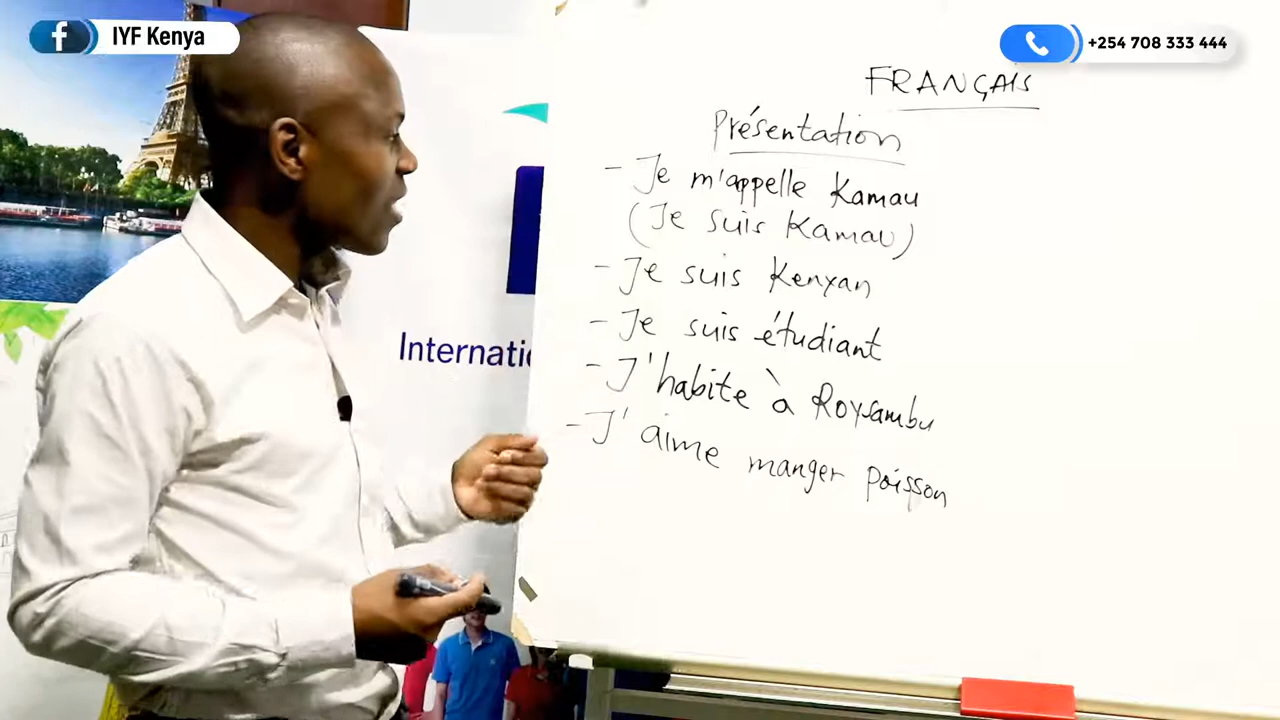 IYF Kenya
+254 708 333 444
FRANÇAIS
Présentation
- Je m'appelle Kamau
(Je suis Kamau)
- Je suis Kenyan
- Je suis étudiant
- J'habite à Roysambu
- J'aime manger poisson
Internatio